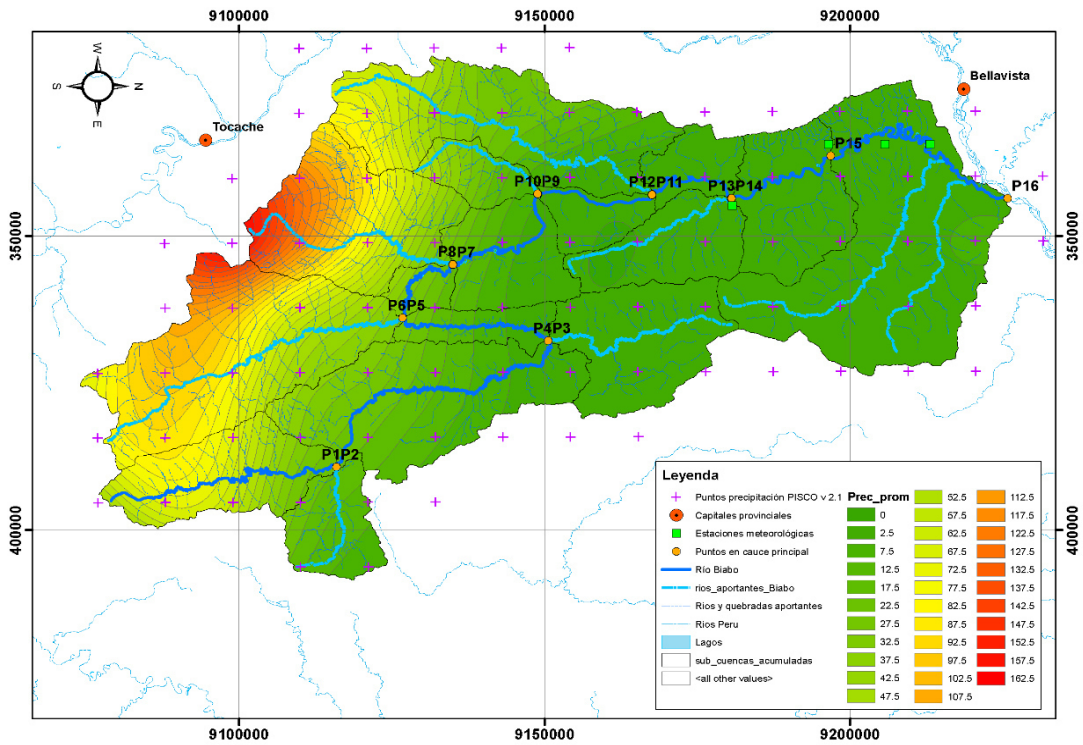 9100000 9150000 9200000
W
S N
E
Bellavista
Tocache
P15
P10P9 P12P11 P13P14 P16
350000 350000
P8P7
P6P5
P4P3
P1P2
Leyenda
Puntos precipitación PISCO v 2.1
Capitales provinciales
Estaciones meteorológicas
Puntos en cauce principal
Río Biabo
rios_aportantes_Biabo
Rios y quebradas aportantes
Rios Peru
Lagos
sub_cuencas_acumuladas
<all other values>
Prec_prom
0
2.5
7.5
12.5
17.5
22.5
27.5
32.5
37.5
42.5
47.5
52.5
57.5
62.5
67.5
72.5
77.5
82.5
87.5
92.5
97.5
102.5
107.5
112.5
117.5
122.5
127.5
132.5
137.5
142.5
147.5
152.5
157.5
162.5
400000 400000
9100000 9150000 9200000